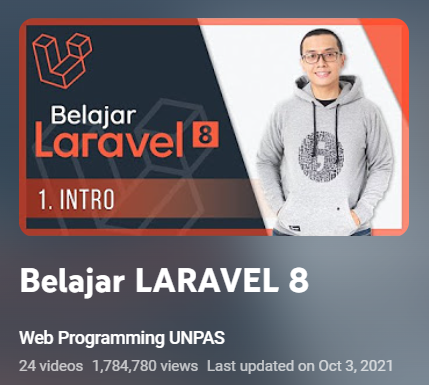 Belajar
Laravel 8
1. INTRO
Belajar LARAVEL 8
Web Programming UNPAS
24 videos 1,784,780 views Last updated on Oct 3, 2021